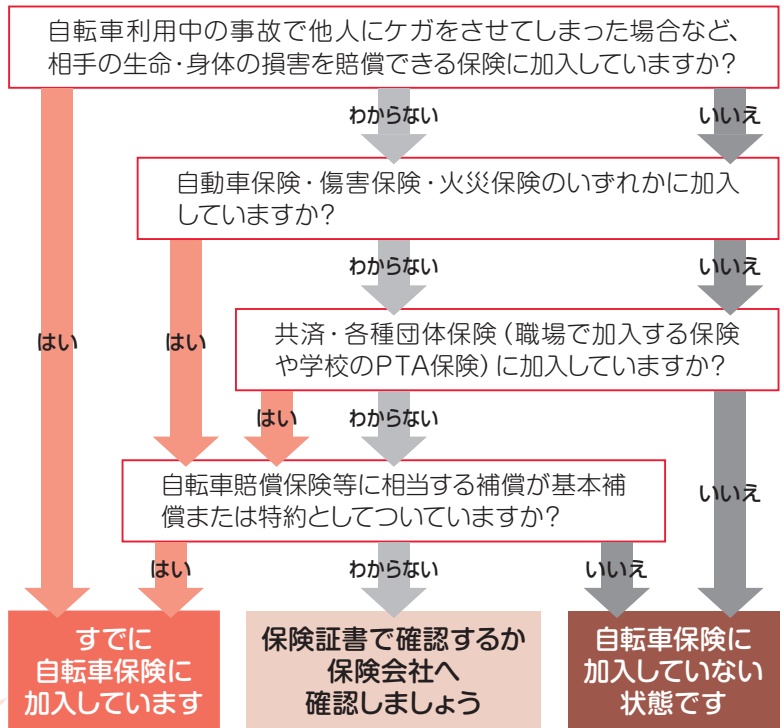 自転車利用中の事故で他人にケガをさせてしまった場合など、
相手の生命・身体の損害を賠償できる保険に加入していますか?
わからない
いいえ
自動車保険・傷害保険・火災保険のいずれかに加入
していますか?
わからない
いいえ
はい
はい
共済・各種団体保険(職場で加入する保険
や学校のPTA保険)に加入していますか?
はい
わからない
自転車賠償保険等に相当する補償が基本補
償または特約としてついていますか?
いいえ
はい
わからない
いいえ
すでに
自転車保険に
加入しています
保険証書で確認するか
保険会社へ
確認しましょう
自転車保険に
加入していない
状態です